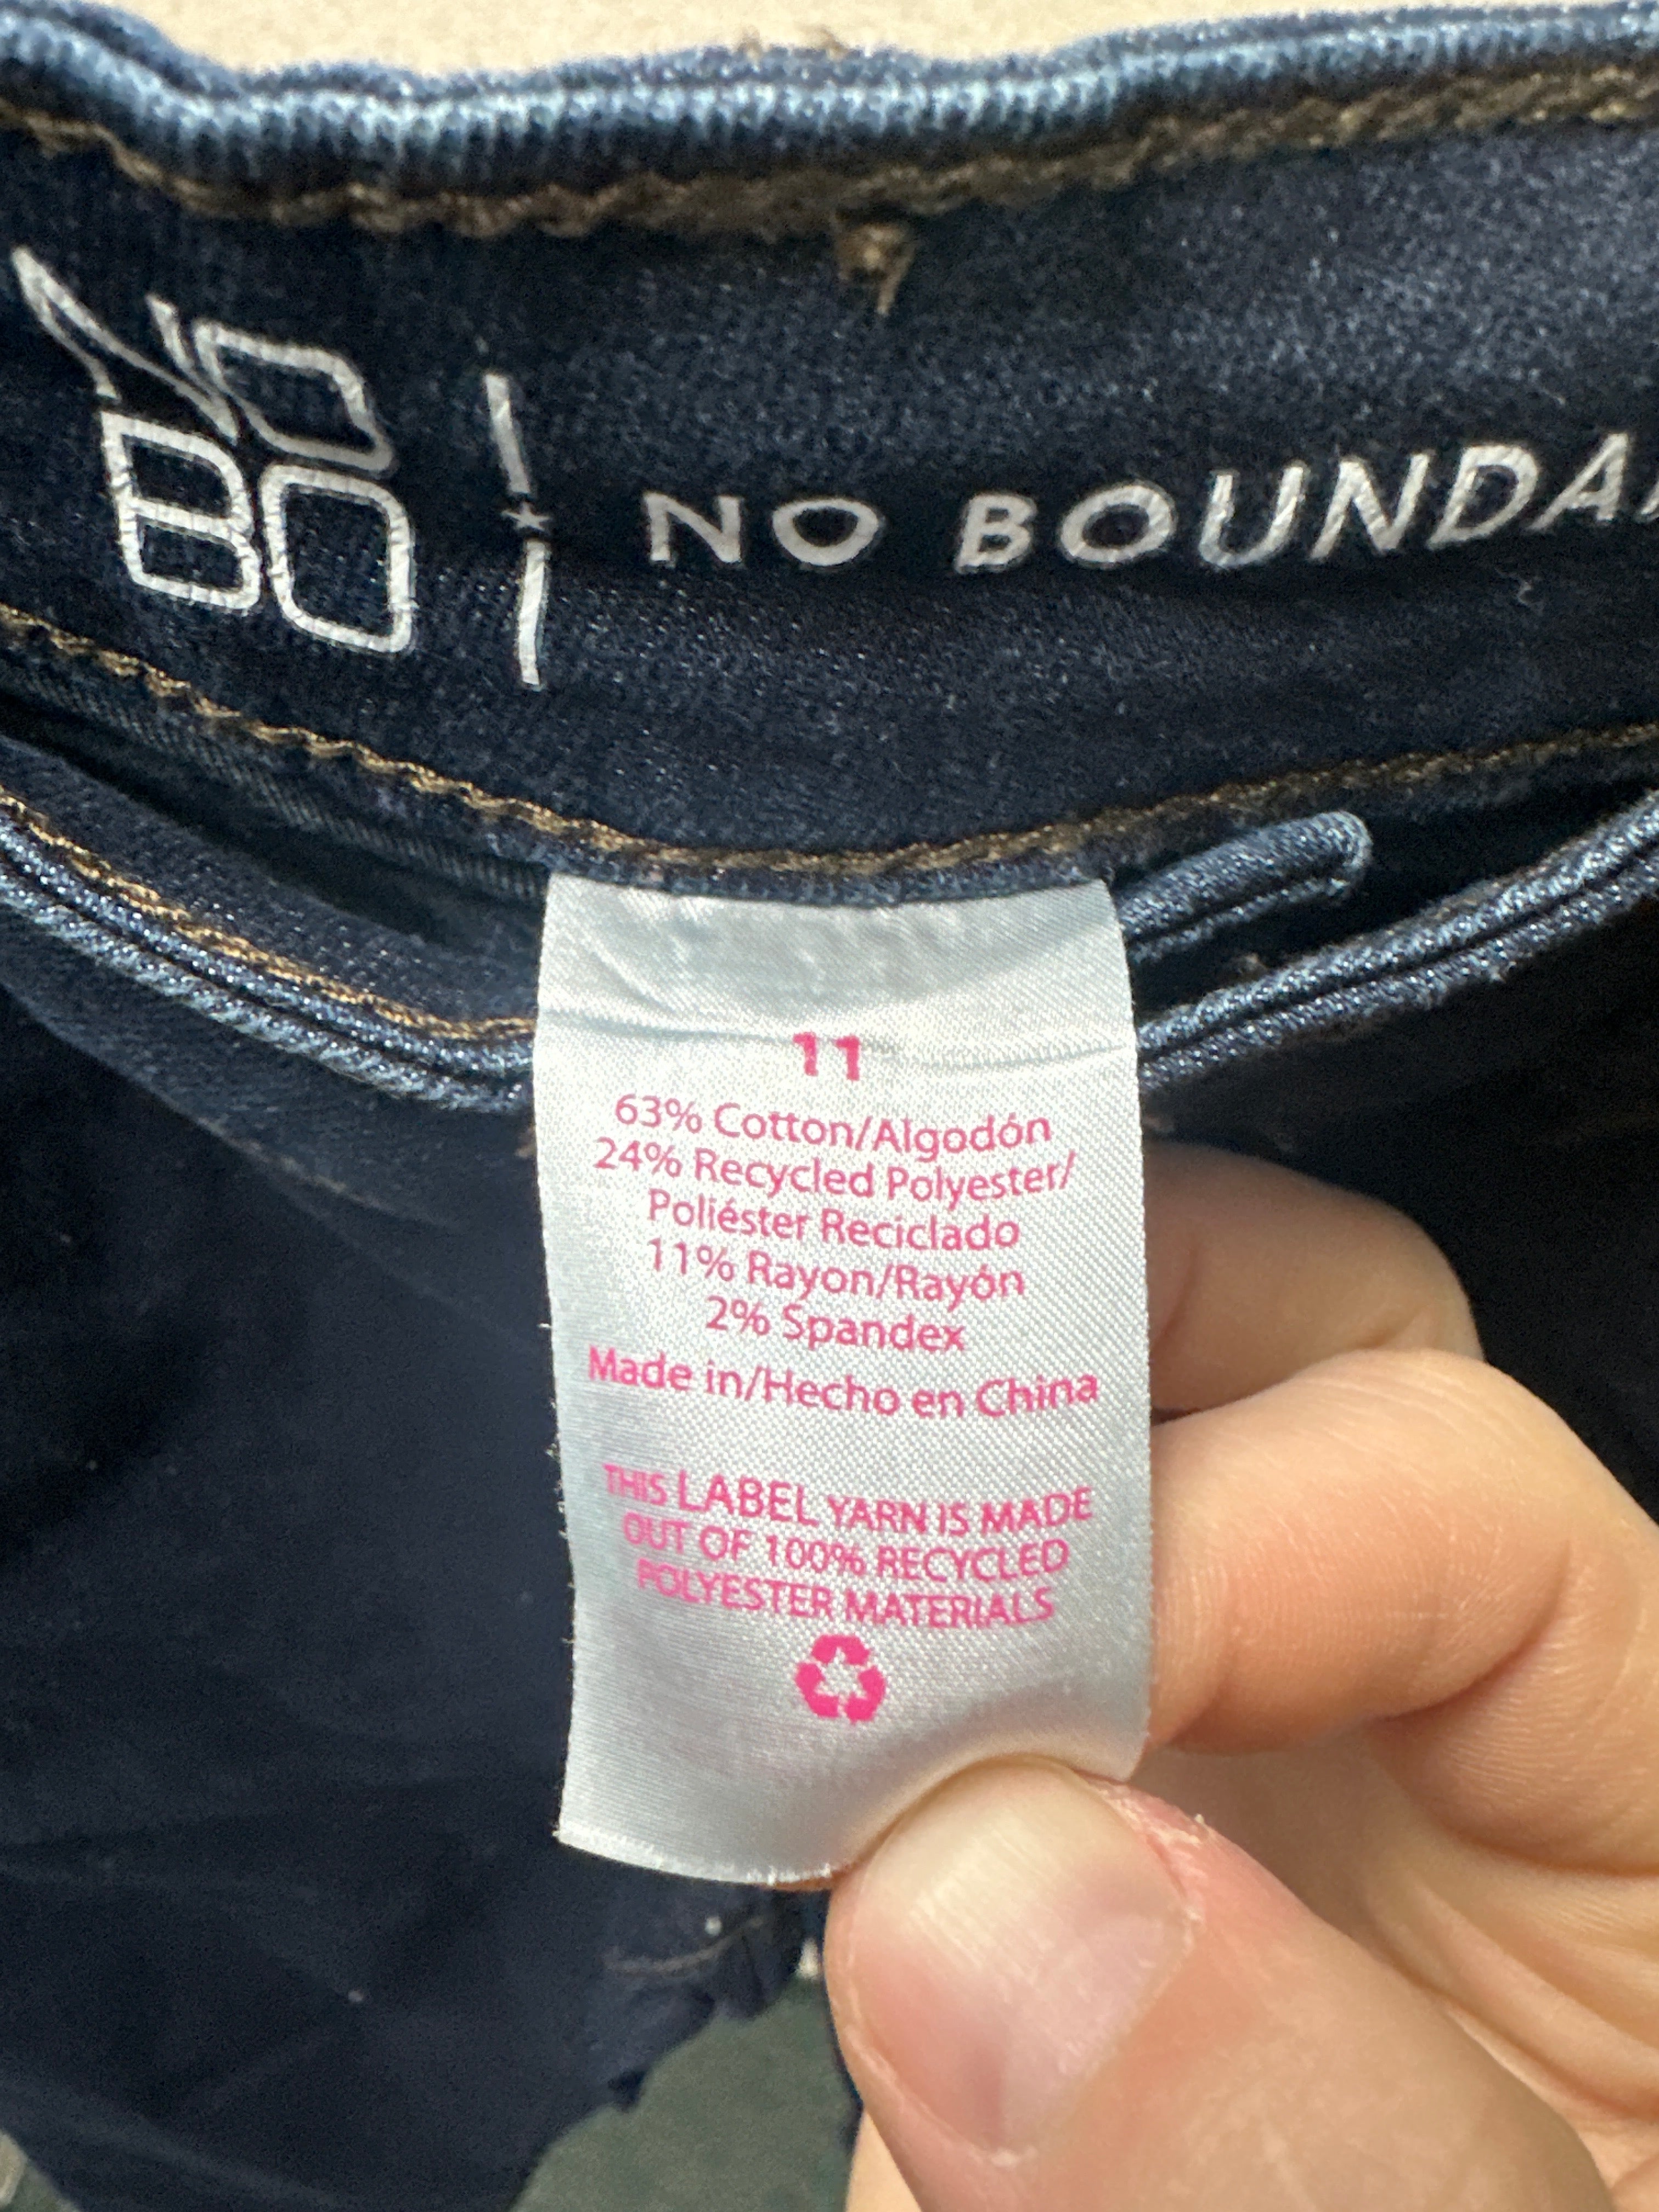 NO
BO
NO BOUNDA
11
63% Cotton/Algodón
24% Recycled Polyester/
Poliéster Reciclado
11% Rayon/Rayón
2% Spandex
Made in/Hecho en China
THIS LABEL YARN IS MADE
OUT OF 100% RECYCLED
POLYESTER MATERIALS